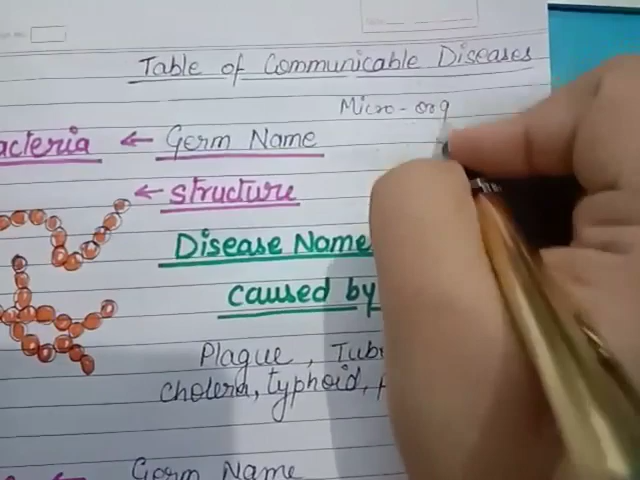 Table of Communicable Diseases
Micro-org
acteria ← Germ Name
← structure
Disease Name
caused by
Plague, Tub
cholera, typhoid,
← Germ Name